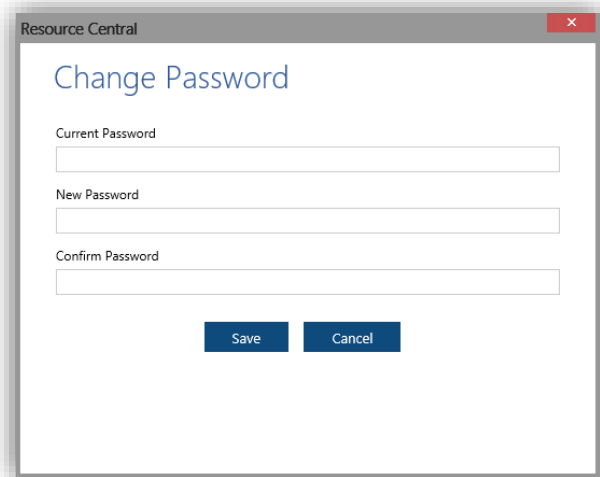 Resource Central
Change Password
Current Password
New Password
Confirm Password
Save Cancel